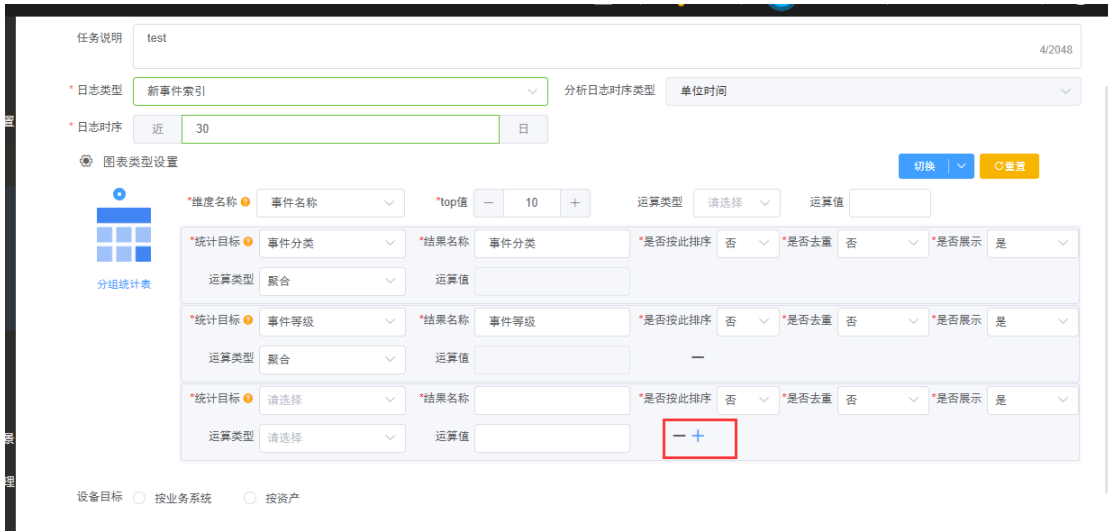 任务说明 test
4/2048
* 日志类型 新事件索引 分析日志时序类型 单位时间
置
* 日志时序 近 30 日
图表类型设置 切换 重置
*维度名称 事件名称 *top值 — 10 + 运算类型 请选择 运算值
*统计目标 事件分类 *结果名称 事件分类 *是否按此排序 否 *是否去重 否 *是否展示 是
运算类型 聚合 运算值
分组统计表
*统计目标 事件等级 *结果名称 事件等级 *是否按此排序 否 *是否去重 否 *是否展示 是
运算类型 聚合 运算值 —
*统计目标 请选择 *结果名称 *是否按此排序 否 *是否去重 否 *是否展示 是
运算类型 请选择 运算值 — +
景
理
设备目标 按业务系统 按资产